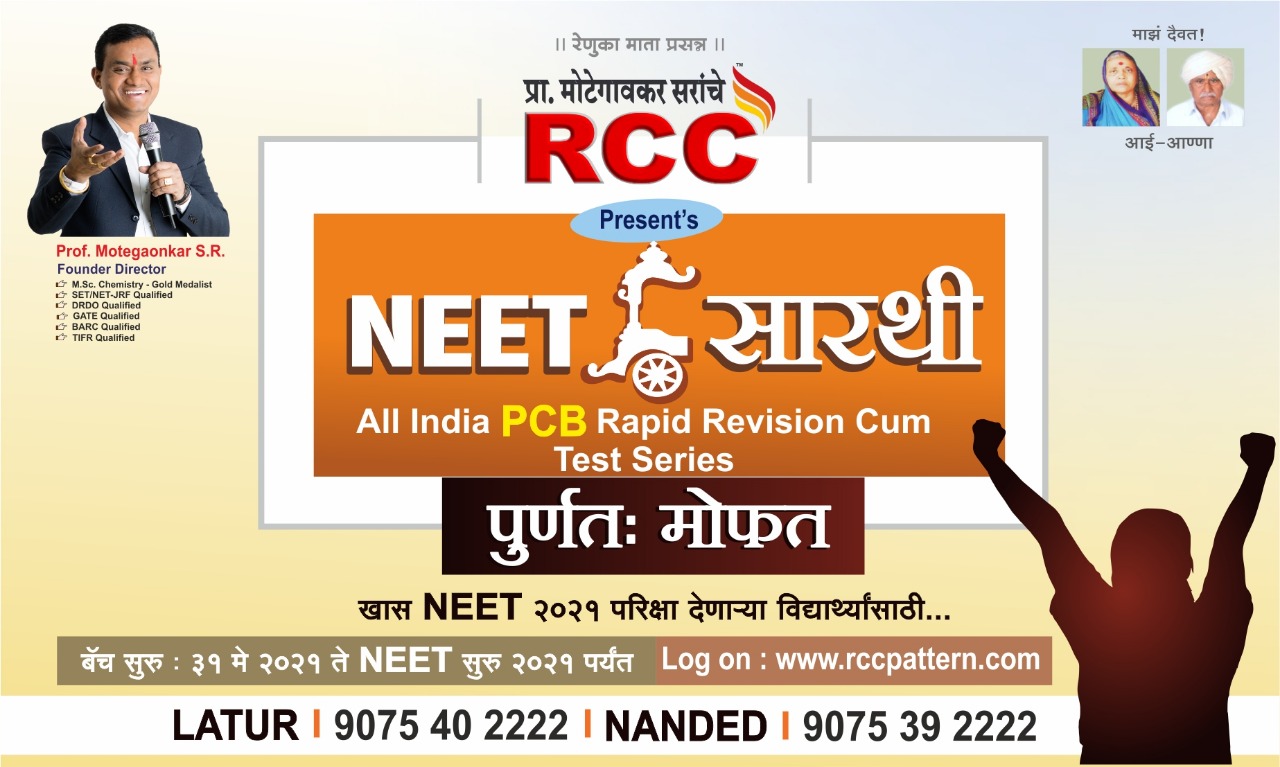 ।। रेणुका माता प्रसन्न ।।
माझं दैवत!
प्रा. मोटेगावकर सरांचे
TM
RCC
आई-आण्णा
Present's
Prof. Motegaonkar S.R.
Founder Director
M.Sc. Chemistry - Gold Medalist
SET/NET-JRF Qualified
DRDO Qualified
GATE Qualified
BARC Qualified
TIFR Qualified
NEET सारथी
All India PCB Rapid Revision Cum
Test Series
पुर्णतः मोफत
खास NEET २०२१ परिक्षा देणाऱ्या विद्यार्थ्यांसाठी...
बॅच सुरु : ३१ मे २०२१ ते NEET सुरु २०२१ पर्यंत Log on : www.rccpattern.com
LATUR | 9075 40 2222 | NANDED | 9075 39 2222